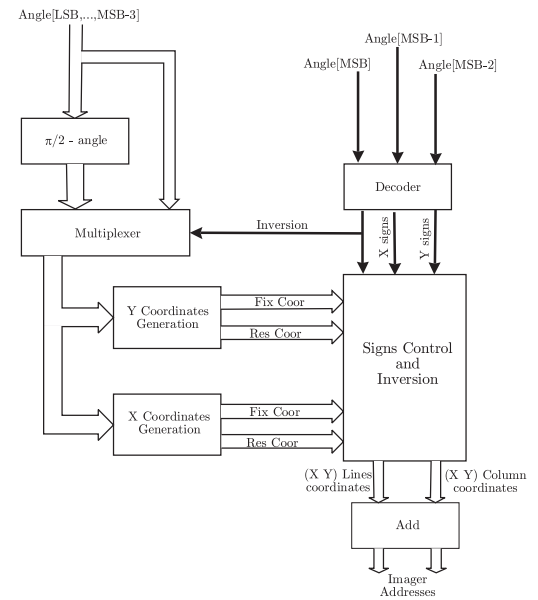 Angle[LSB,...,MSB-3]
Angle[MSB-1]
Angle[MSB]
Angle[MSB-2]
π/2 - angle
Decoder
Multiplexer
Inversion
X signs
Y signs
Y Coordinates
Generation
Fix Coor
Res Coor
Signs Control
and
Inversion
X Coordinates
Generation
Fix Coor
Res Coor
(X Y) Lines
coordinates
(X Y) Column
coordinates
Add
Imager
Addresses